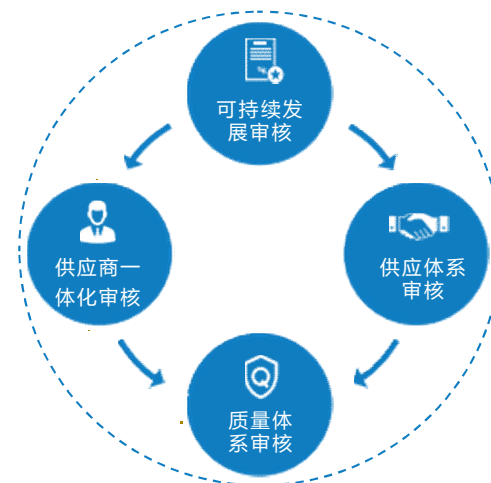 可持续发
展审核
供应商一
体化审核
供应体系
审核
Q
质量体
系审核